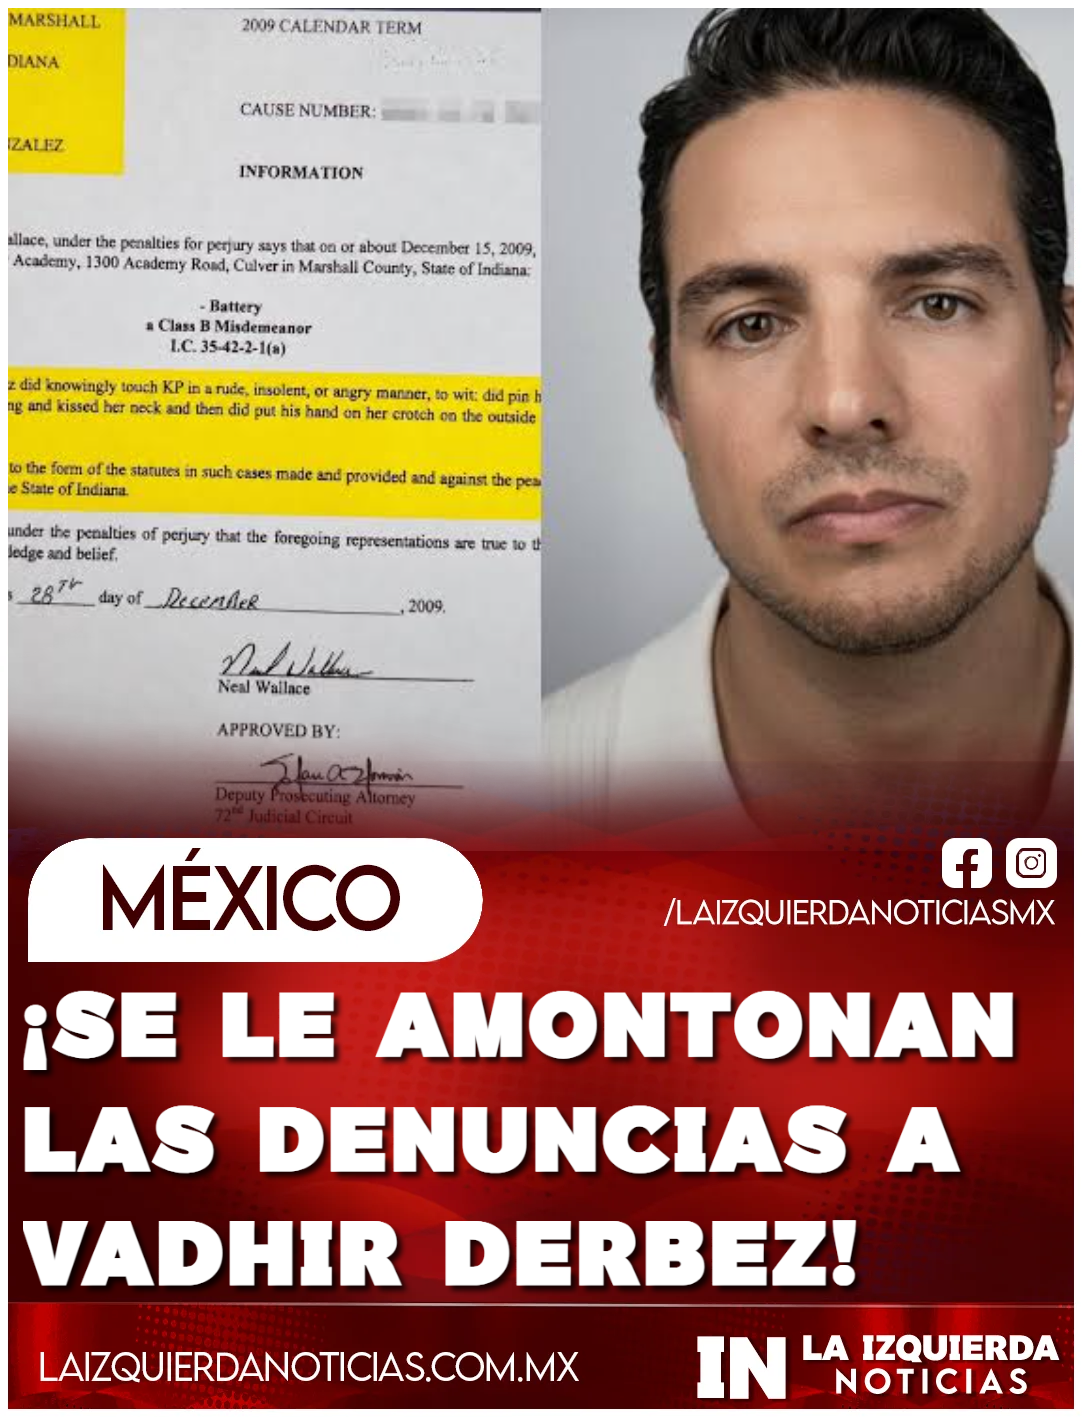 MARSHALL
2009 CALENDAR TERM
DIANA
CAUSE NUMBER:
ZALEZ
INFORMATION
allace, under the penalties for perjury says that on or about December 15, 2009,
Academy, 1300 Academy Road, Culver in Marshall County, State of Indiana:
- Battery
a Class B Misdemeanor
I.C. 35-42-2-1(a)
z did knowingly touch KP in a rude, insolent, or angry manner, to wit: did pin h
ng and kissed her neck and then did put his hand on her crotch on the outside
to the form of the statutes in such cases made and provided and against the pea
e State of Indiana.
under the penalties of perjury that the foregoing representations are true to th
ledge and belief.
s 28TH day of December, 2009.
Neal Wallace
Neal Wallace
APPROVED BY:
Deputy Prosecuting Attorney
72nd Judicial Circuit
MÉXICO
/LAIZQUIERDANOTICIASMX
¡SE LE AMONTONAN
LAS DENUNCIAS A
VADHIR DERBEZ!
LAIZQUIERDANOTICIAS.COM.MX
IN LA IZQUIERDA
NOTICIAS